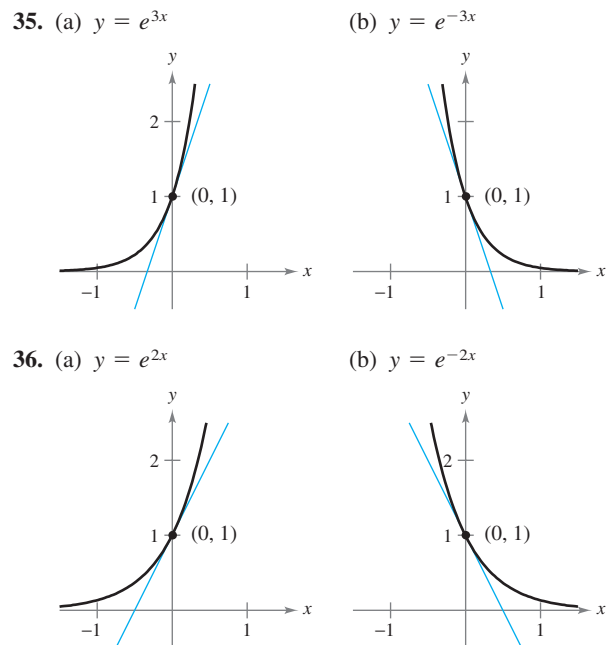 35. (a) y = e^{3x} (b) y = e^{-3x}
y y
2 2
1 (0, 1) 1 (0, 1)
x x
−1 1 −1 1
36. (a) y = e^{2x} (b) y = e^{-2x}
y y
2 2
1 (0, 1) 1 (0, 1)
x x
−1 1 −1 1